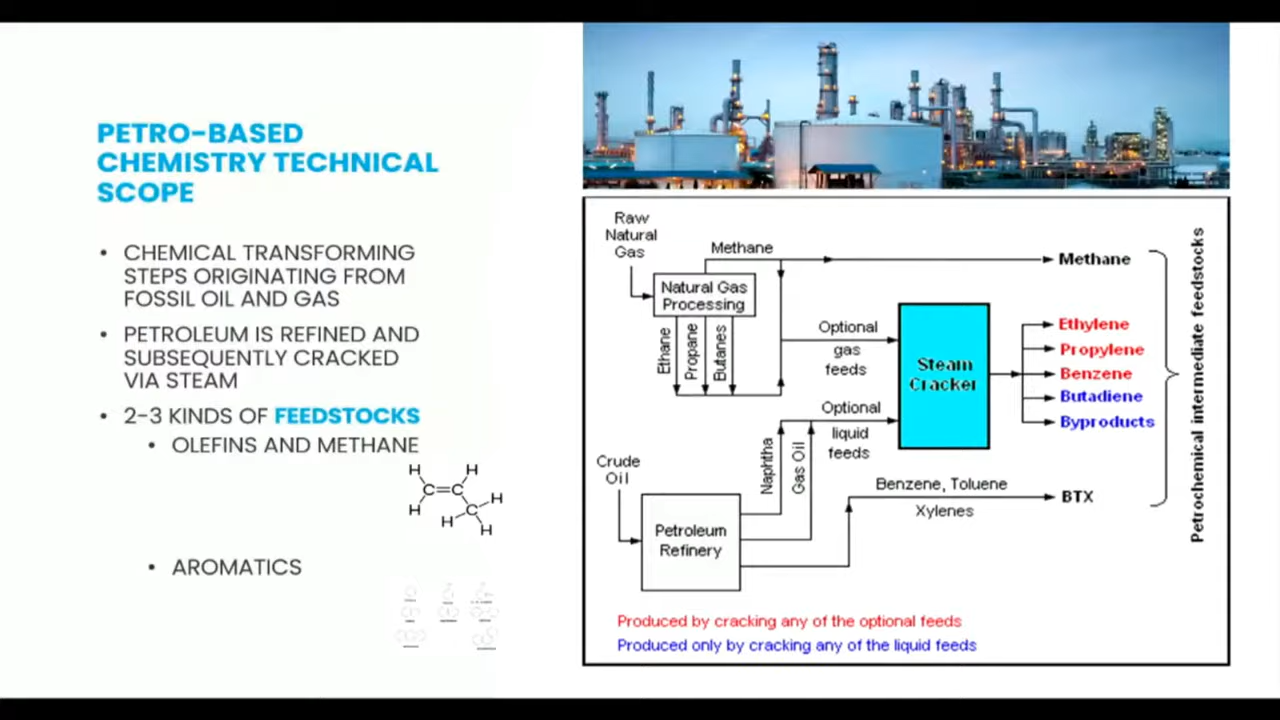 PETRO-BASED
CHEMISTRY TECHNICAL
SCOPE
• CHEMICAL TRANSFORMING
STEPS ORIGINATING FROM
FOSSIL OIL AND GAS
• PETROLEUM IS REFINED AND
SUBSEQUENTLY CRACKED
VIA STEAM
• 2-3 KINDS OF FEEDSTOCKS
• OLEFINS AND METHANE
H H
C=C H
H C
H H
• AROMATICS
Raw
Natural
Gas
Methane
Methane
Natural Gas
Processing
Ethane
Propane
Butanes
Optional
gas
feeds
Steam
Cracker
Ethylene
Propylene
Benzene
Butadiene
Byproducts
Optional
liquid
feeds
Naphtha
Gas Oil
Crude
Oil
Petroleum
Refinery
Benzene, Toluene
Xylenes
BTX
Petrochemical intermediate feedstocks
Produced by cracking any of the optional feeds
Produced only by cracking any of the liquid feeds